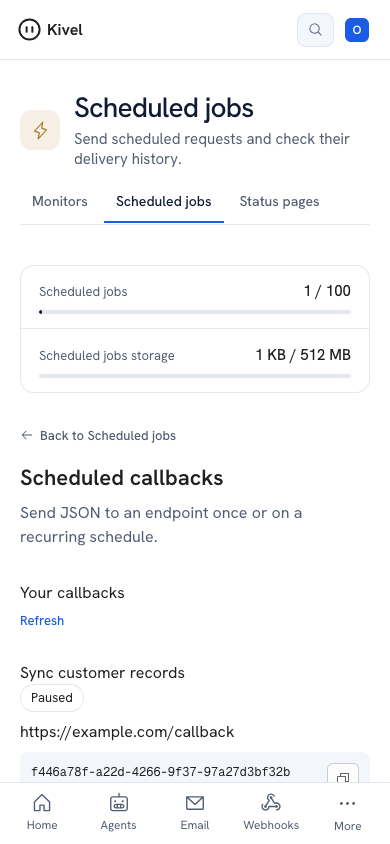 Kivel
O
Scheduled jobs
Send scheduled requests and check their
delivery history.
Monitors Scheduled jobs Status pages
Scheduled jobs 1 / 100
Scheduled jobs storage 1 KB / 512 MB
← Back to Scheduled jobs
Scheduled callbacks
Send JSON to an endpoint once or on a
recurring schedule.
Your callbacks
Refresh
Sync customer records
Paused
https://example.com/callback
f446a78f-a22d-4266-9f37-97a27d3bf32b
Home Agents Email Webhooks More